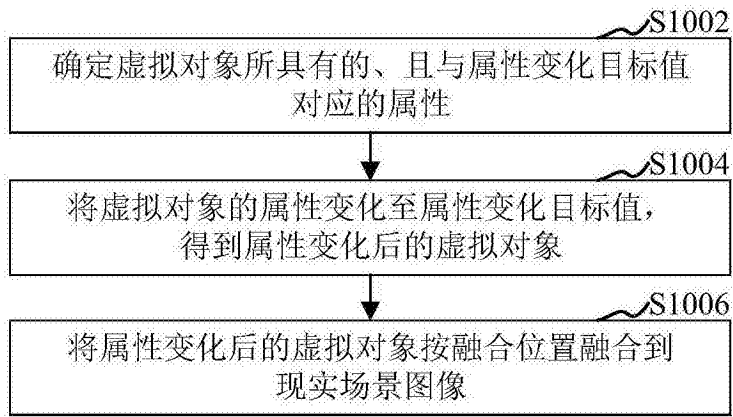 S1002
确定虚拟对象所具有的、且与属性变化目标值
对应的属性
S1004
将虚拟对象的属性变化至属性变化目标值，
得到属性变化后的虚拟对象
S1006
将属性变化后的虚拟对象按融合位置融合到
现实场景图像